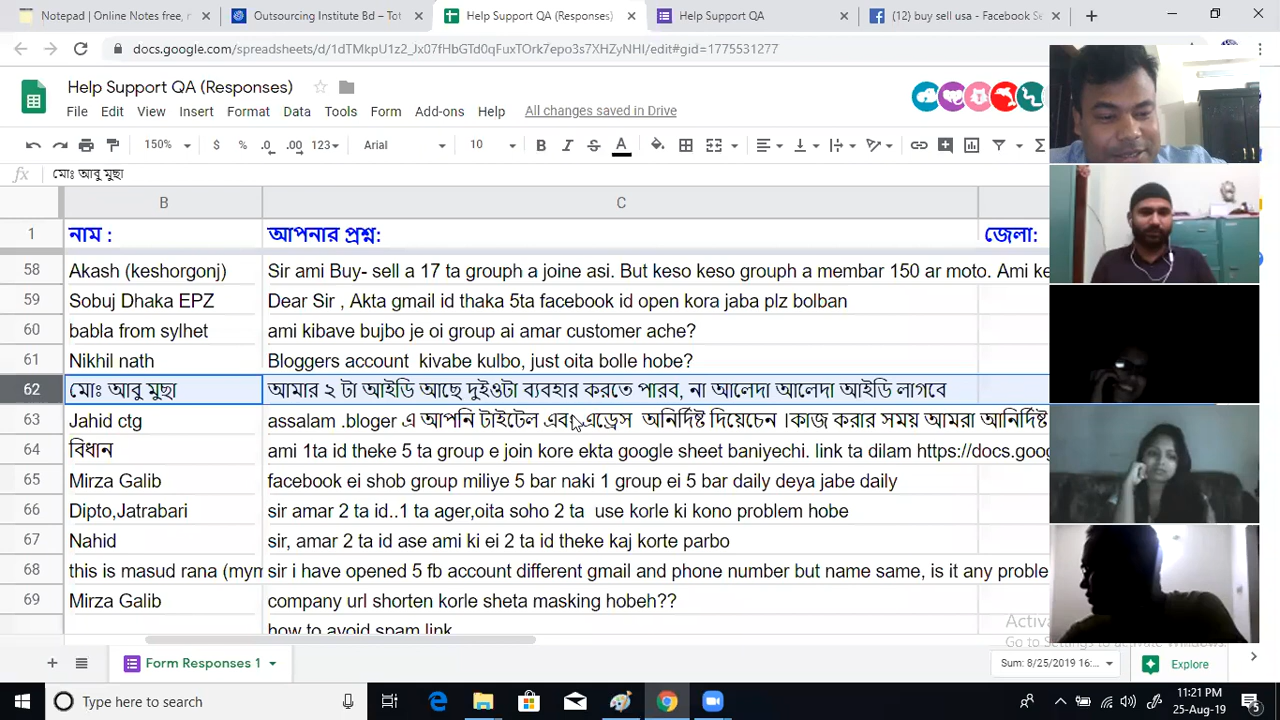 Notepad | Online Notes free,
Outsourcing Institute Bd – Tota
Help Support QA (Responses)
Help Support QA
(12) buy sell usa - Facebook Se
docs.google.com/spreadsheets/d/1dTMkpU1z2_Jx07fHbGTd0qFuxTOrk7epo3s7XHZyNHI/edit#gid=1775531277
Help Support QA (Responses)
File Edit View Insert Format Data Tools Form Add-ons Help All changes saved in Drive
150% $ % .0 .00 123 Arial 10 B I S A
fx মোঃ আবু মুছা
B C
1 নাম : আপনার প্রশ্ন: জেলা:
58 Akash (keshorgonj) Sir ami Buy- sell a 17 ta grouph a joine asi. But keso keso grouph a membar 150 ar moto. Ami ke
59 Sobuj Dhaka EPZ Dear Sir , Akta gmail id thaka 5ta facebook id open kora jaba plz bolban
60 babla from sylhet ami kibave bujbo je oi group ai amar customer ache?
61 Nikhil nath Bloggers account kivabe kulbo, just oita bolle hobe?
62 মোঃ আবু মুছা আমার ২ টা আইডি আছে দুইওটা ব্যবহার করতে পারব, না আলেদা আলেদা আইডি লাগবে
63 Jahid ctg assalam .bloger এ আপনি টাইটেল এবং এড্রেস অনির্দিষ্ট দিয়েচেন ।কাজ করার সময় আমরা আনির্দিষ্ট
64 বিধান ami 1ta id theke 5 ta group e join kore ekta google sheet baniyechi. link ta dilam https://docs.goog
65 Mirza Galib facebook ei shob group miliye 5 bar naki 1 group ei 5 bar daily deya jabe daily
66 Dipto,Jatrabari sir amar 2 ta id..1 ta ager,oita soho 2 ta use korle ki kono problem hobe
67 Nahid sir, amar 2 ta id ase ami ki ei 2 ta id theke kaj korte parbo
68 this is masud rana (mym sir i have opened 5 fb account different gmail and phone number but name same, is it any proble
69 Mirza Galib company url shorten korle sheta masking hobeh??
how to avoid spam link
Activa
Go to Settings to activate Windows.
Form Responses 1 Sum: 8/25/2019 16: Explore
Type here to search
11:21 PM
25-Aug-19
5